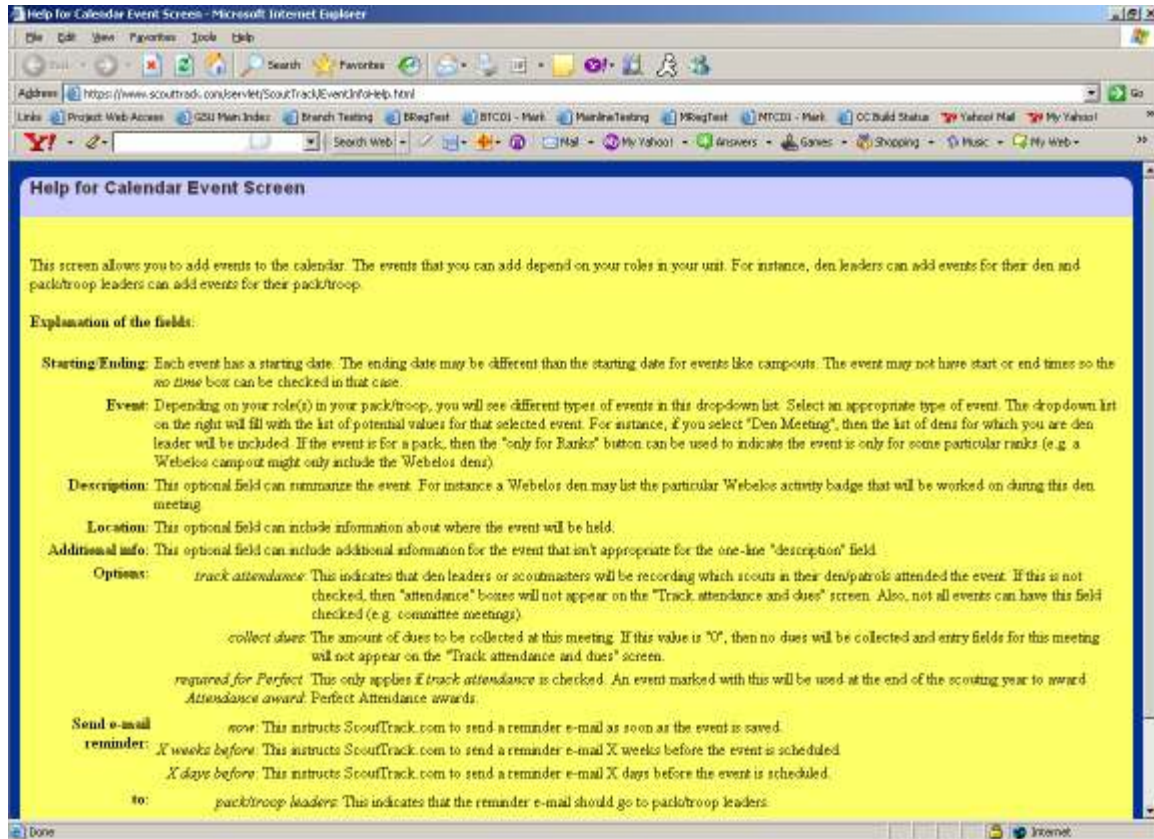 Help for Calendar Event Screen - Microsoft Internet Explorer
File Edit View Favorites Tools Help
Search Favorites
Address https://www.scouttrack.com/servlet/ScoutTrack/EventInfoHelp.html Go
Links Project Web Access GSU Main Index Branch Testing BRegTest BTC01 - Mark MainlineTesting MRegTest MTC01 - Mark CC Build Status Yahoo! Mail My Yahoo!
Y! Search Web Mail My Yahoo! Answers Games Shopping Music My Web
Help for Calendar Event Screen
This screen allows you to add events to the calendar. The events that you can add depend on your roles in your unit. For instance, den leaders can add events for their den and
pack/troop leaders can add events for their pack/troop.
Explanation of the fields:
Starting/Ending: Each event has a starting date. The ending date may be different than the starting date for events like campouts. The event may not have start or end times so the
no time box can be checked in that case.
Event: Depending on your role(s) in your pack/troop, you will see different types of events in this dropdown list. Select an appropriate type of event. The dropdown list
on the right will fill with the list of potential values for that selected event. For instance, if you select "Den Meeting", then the list of dens for which you are den
leader will be included. If the event is for a pack, then the "only for Ranks" button can be used to indicate the event is only for some particular ranks (e.g. a
Webelos campout might only include the Webelos dens).
Description: This optional field can summarize the event. For instance a Webelos den may list the particular Webelos activity badge that will be worked on during this den
meeting.
Location: This optional field can include information about where the event will be held.
Additional info: This optional field can include additional information for the event that isn't appropriate for the one-line "description" field.
Options: track attendance: This indicates that den leaders or scoutmasters will be recording which scouts in their den/patrols attended the event. If this is not
checked, then "attendance" boxes will not appear on the "Track attendance and dues" screen. Also, not all events can have this field
checked (e.g. committee meetings).
collect dues: The amount of dues to be collected at this meeting. If this value is "0", then no dues will be collected and entry fields for this meeting
will not appear on the "Track attendance and dues" screen.
required for Perfect This only applies if track attendance is checked. An event marked with this will be used at the end of the scouting year to award
Attendance award: Perfect Attendance awards.
Send e-mail now: This instructs ScoutTrack.com to send a reminder e-mail as soon as the event is saved.
reminder: X weeks before: This instructs ScoutTrack.com to send a reminder e-mail X weeks before the event is scheduled.
X days before: This instructs ScoutTrack.com to send a reminder e-mail X days before the event is scheduled.
to: pack/troop leaders: This indicates that the reminder e-mail should go to pack/troop leaders.
Done Internet